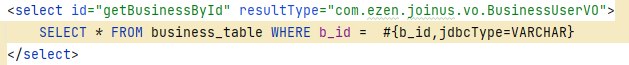 <select id="getBusinessById" resultType="com.ezen.joinus.vo.BusinessUserVO">
SELECT * FROM business_table WHERE b_id =  #{b_id,jdbcType=VARCHAR}
</select>